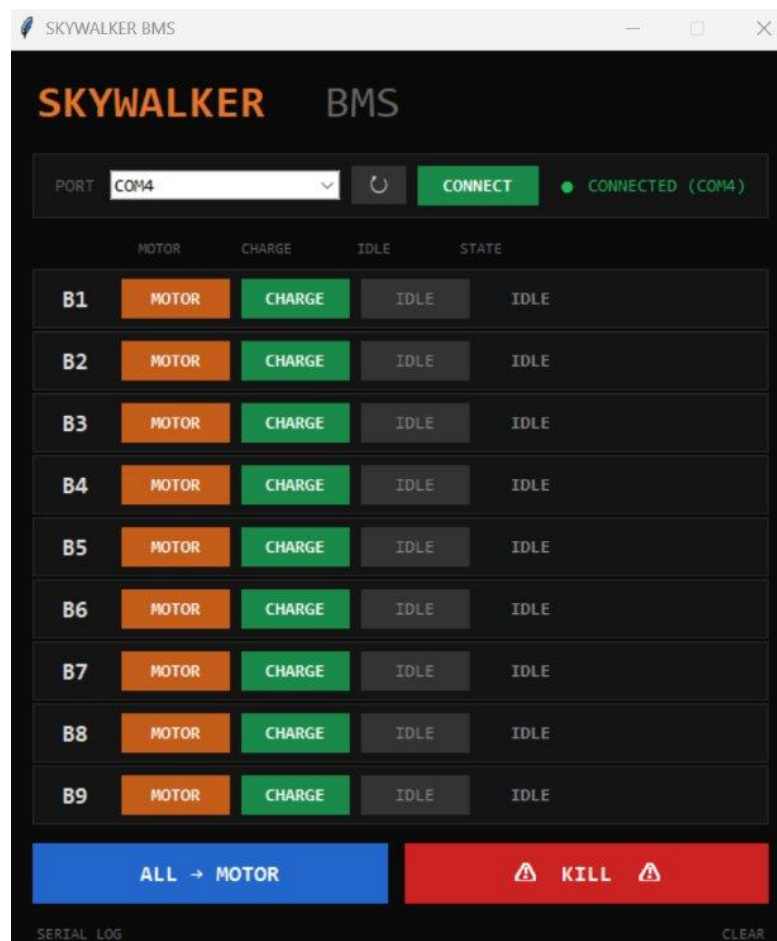 SKYWALKER BMS
SKYWALKER BMS
PORT COM4 CONNECT CONNECTED (COM4)
MOTOR CHARGE IDLE STATE
B1 MOTOR CHARGE IDLE IDLE
B2 MOTOR CHARGE IDLE IDLE
B3 MOTOR CHARGE IDLE IDLE
B4 MOTOR CHARGE IDLE IDLE
B5 MOTOR CHARGE IDLE IDLE
B6 MOTOR CHARGE IDLE IDLE
B7 MOTOR CHARGE IDLE IDLE
B8 MOTOR CHARGE IDLE IDLE
B9 MOTOR CHARGE IDLE IDLE
ALL → MOTOR ⚠ KILL ⚠
SERIAL LOG CLEAR